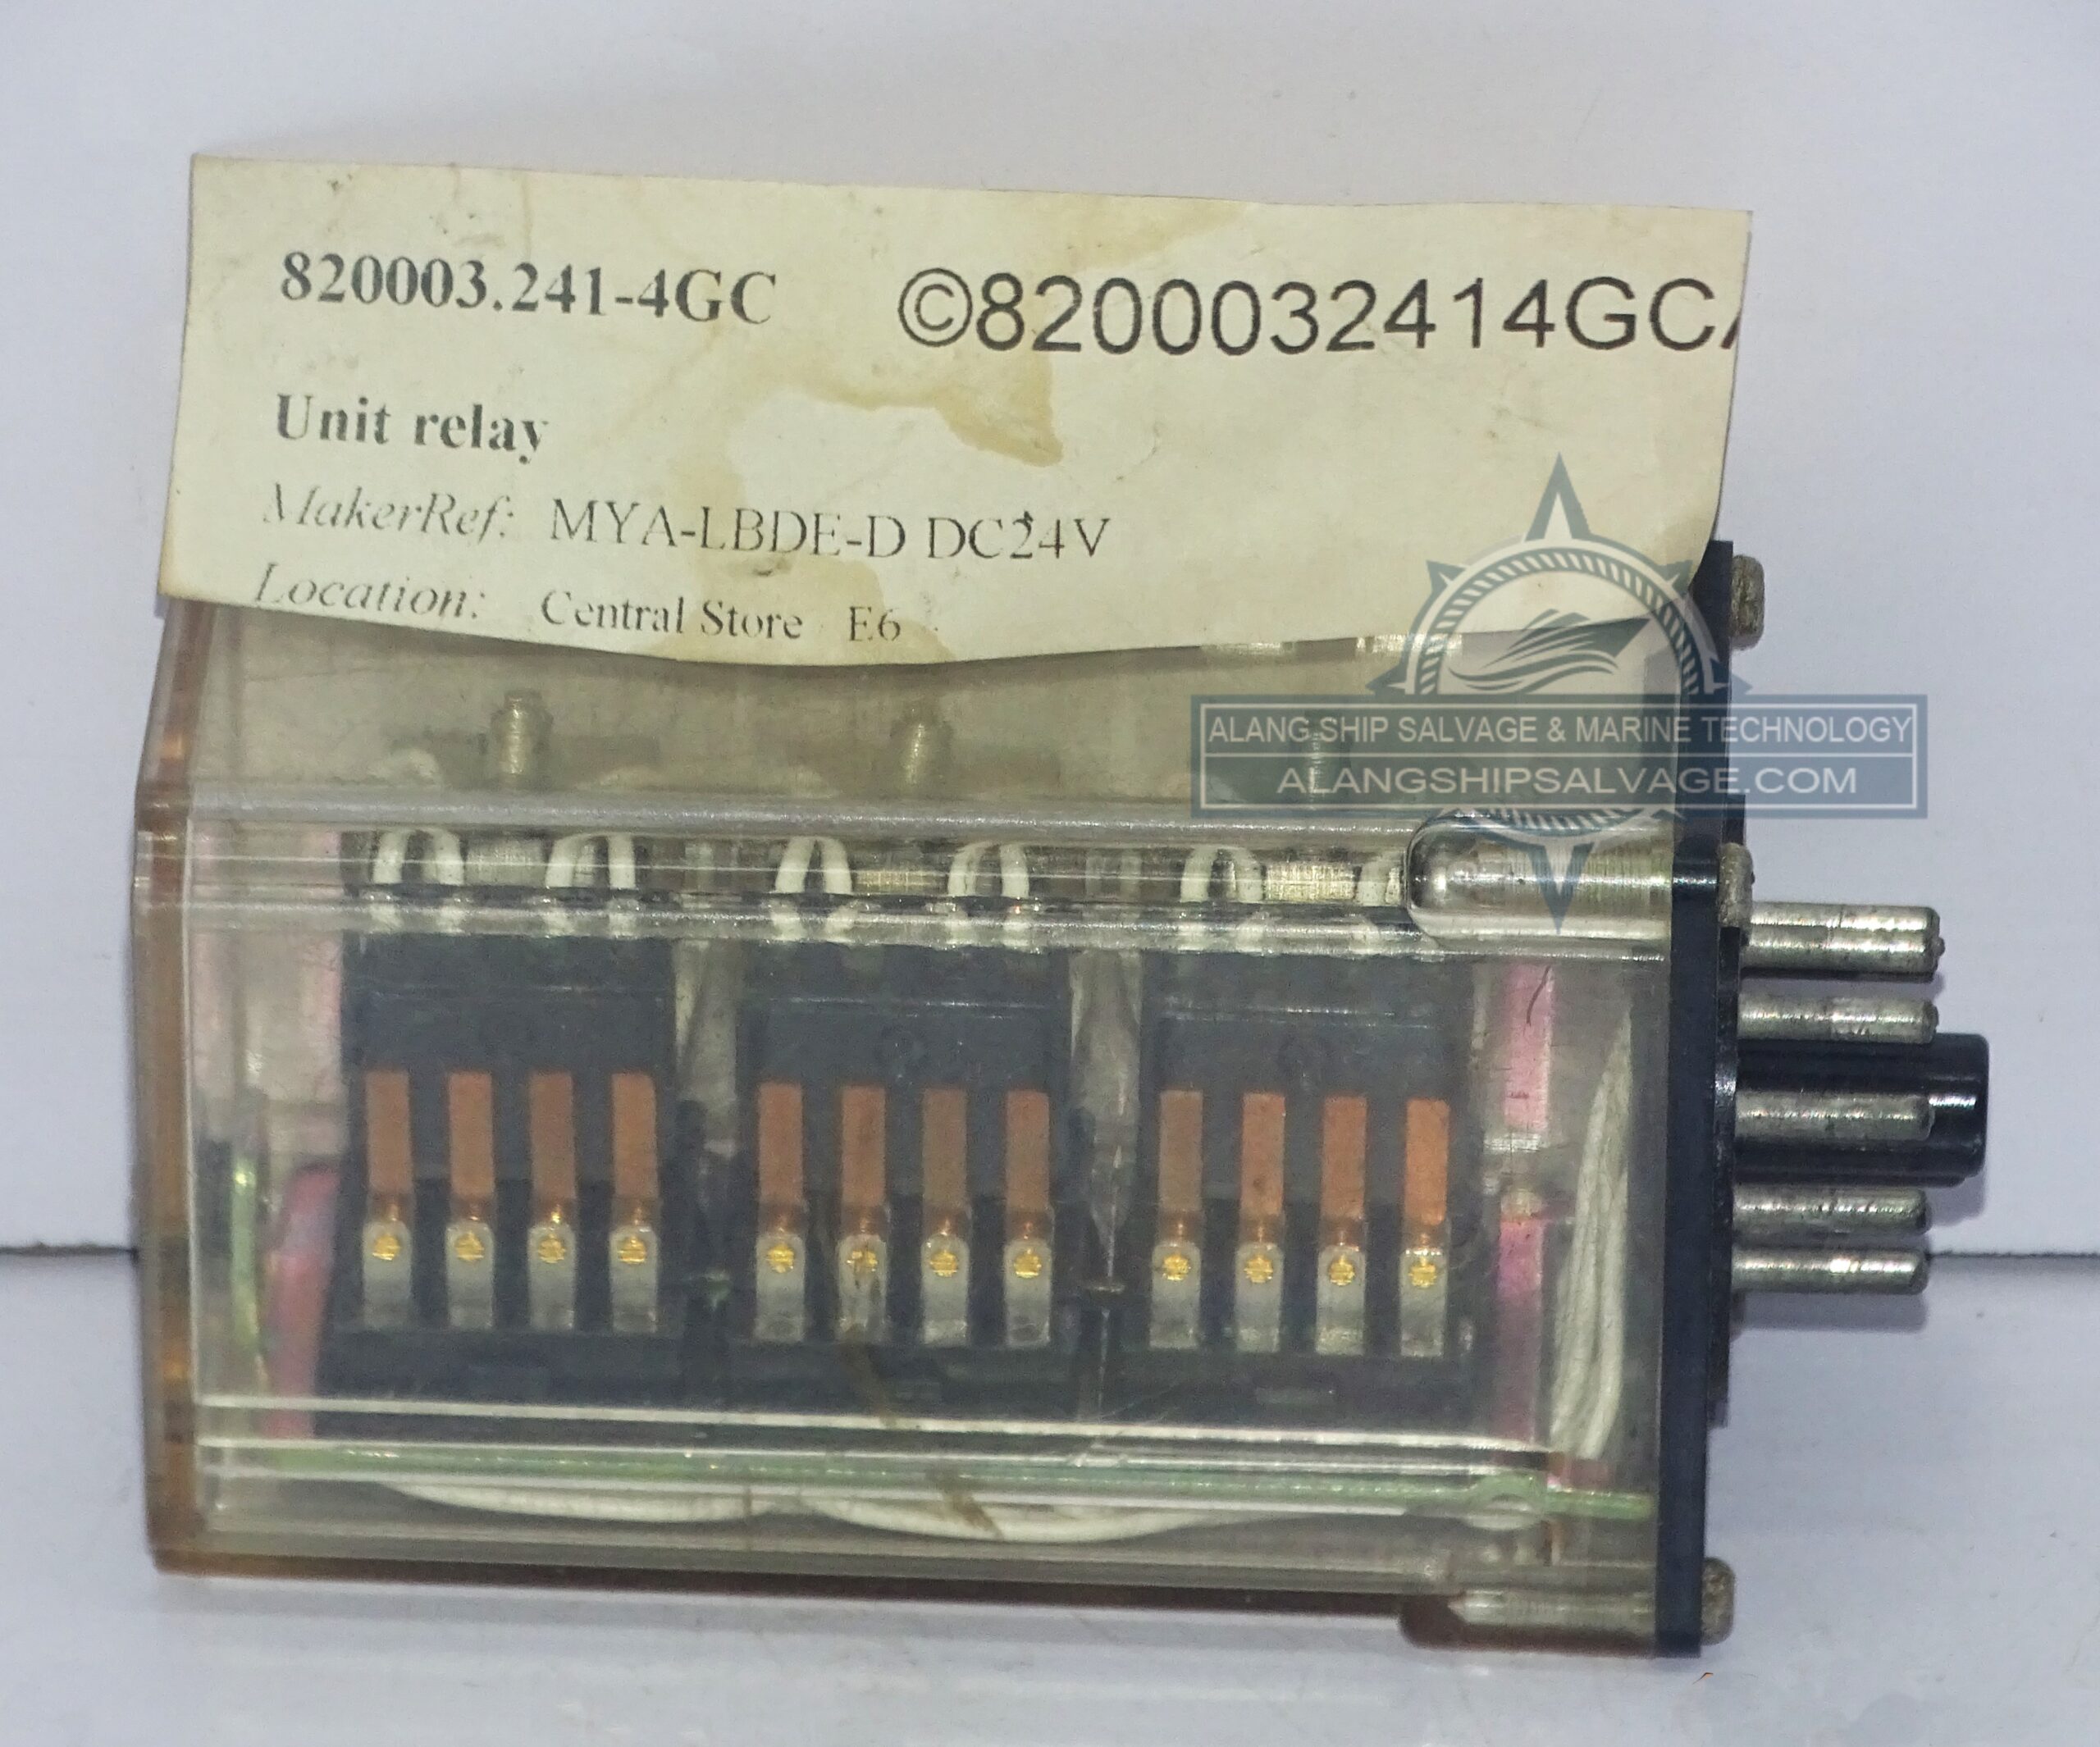 820003.241-4GC ©8200032414GC
Unit relay
MakerRef: MYA-LBDE-D DC24V
Location: Central Store E6
ALANG SHIP SALVAGE & MARINE TECHNOLOGY
ALANGSHIPSALVAGE.COM